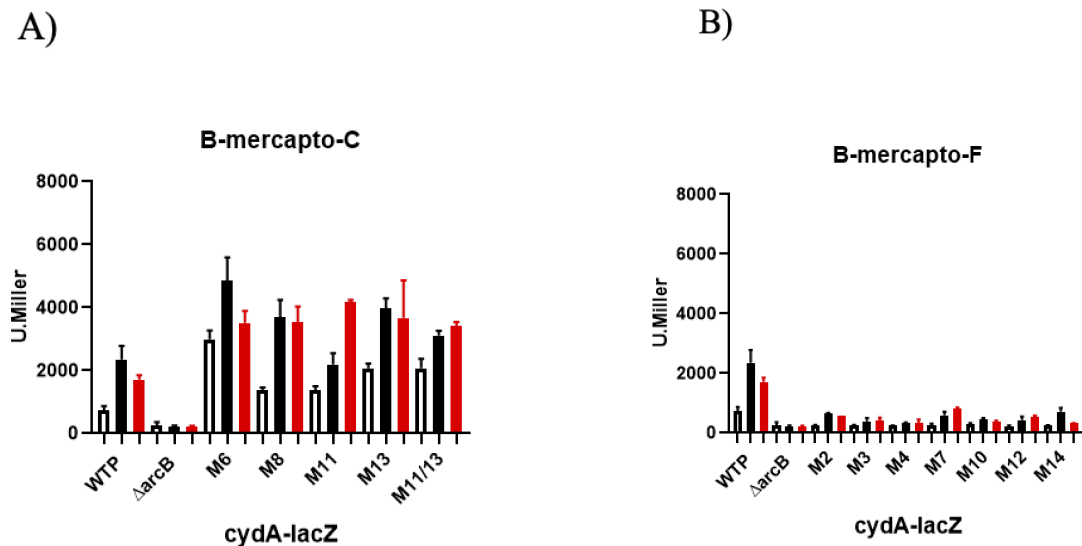 A)
B-mercapto-C
8000
6000
4000
2000
0
U.Miller
WTP
ΔarcB
M6
M8
M11
M13
M11/13
cydA-lacZ
B)
B-mercapto-F
8000
6000
4000
2000
0
U.Miller
WTP
ΔarcB
M2
M3
M4
M7
M10
M12
M14
cydA-lacZ